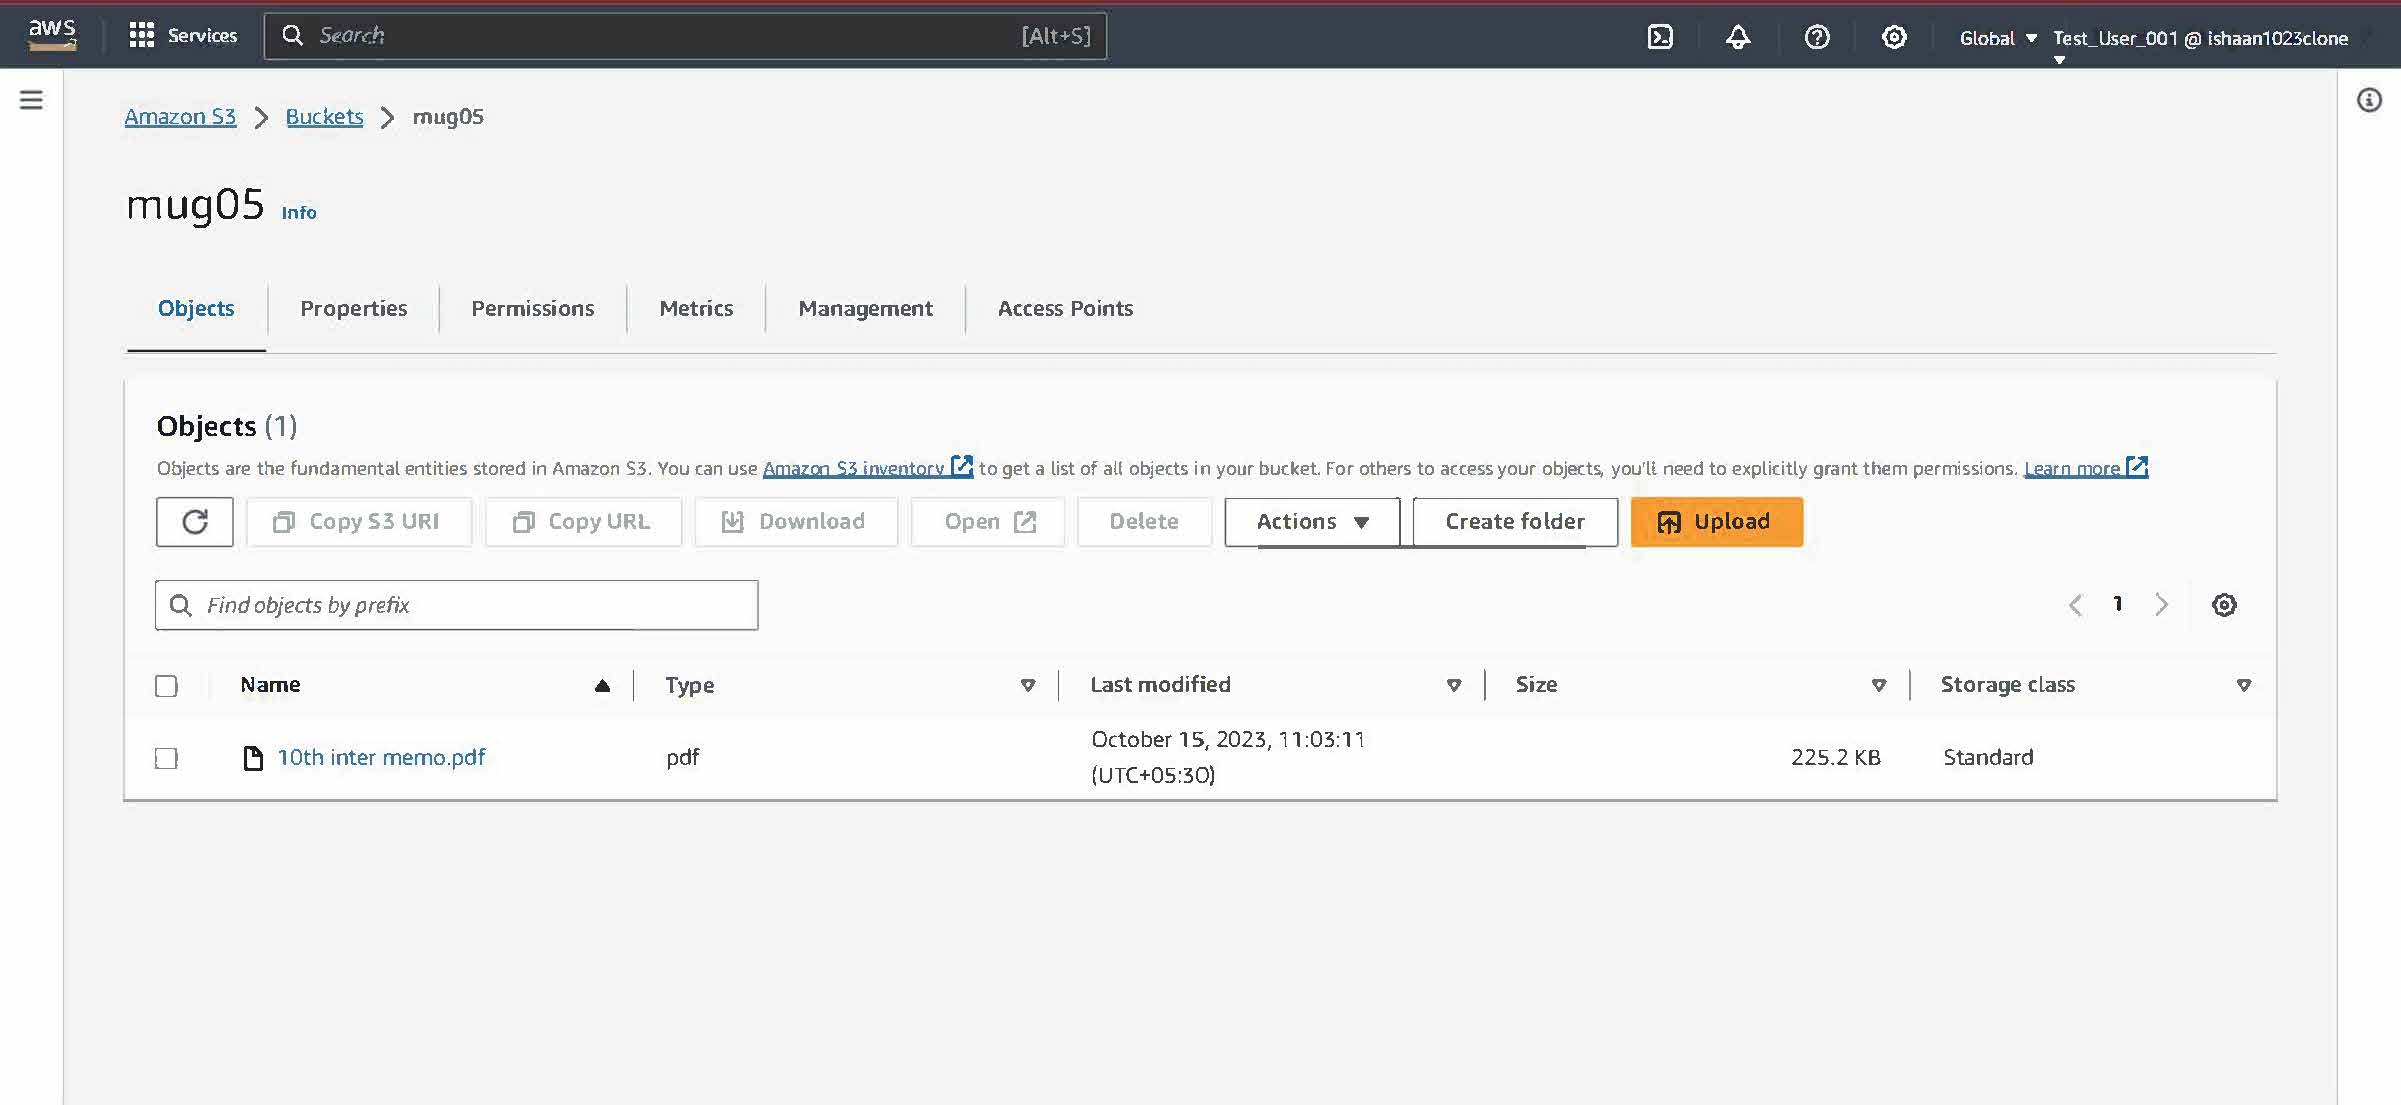 aws Services Search [Alt+S] Global Test_User_001 @ ishaan1023clone
Amazon S3 Buckets mug05
mug05 Info
Objects Properties Permissions Metrics Management Access Points
Objects (1)
Objects are the fundamental entities stored in Amazon S3. You can use Amazon S3 inventory to get a list of all objects in your bucket. For others to access your objects, you'll need to explicitly grant them permissions. Learn more
Copy S3 URI Copy URL Download Open Delete Actions Create folder Upload
Find objects by prefix 1
Name Type Last modified Size Storage class
10th inter memo.pdf pdf October 15, 2023, 11:03:11 225.2 KB Standard
(UTC+05:30)